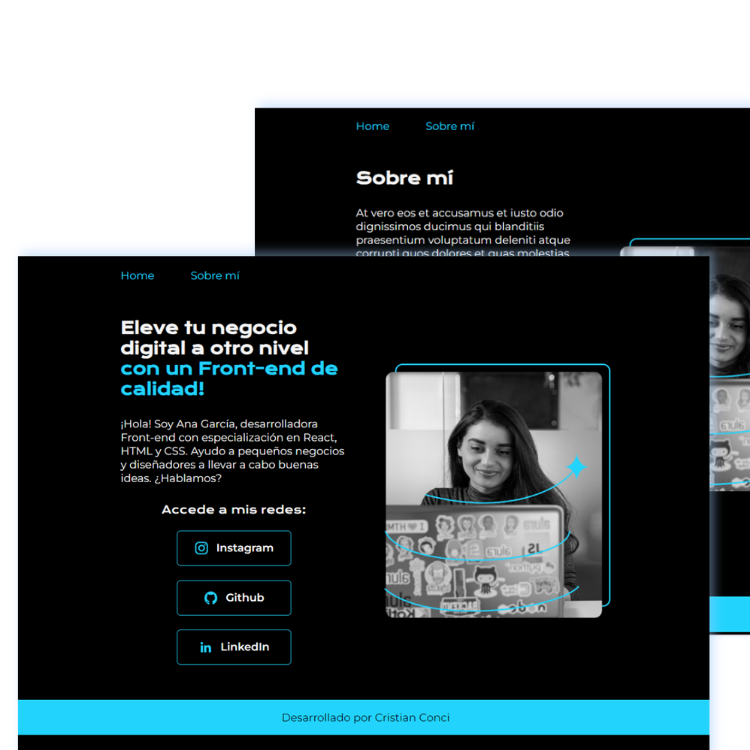 Home Sobre mí
Sobre mí
At vero eos et accusamus et iusto odio
dignissimos ducimus qui blanditiis
praesentium voluptatum deleniti atque
corrupti quos dolores et quas molestias
Home Sobre mí
Eleve tu negocio
digital a otro nivel
con un Front-end de
calidad!
¡Hola! Soy Ana García, desarrolladora
Front-end con especialización en React,
HTML y CSS. Ayudo a pequeños negocios
y diseñadores a llevar a cabo buenas
ideas. ¿Hablamos?
Accede a mis redes:
Instagram
Github
LinkedIn
Desarrollado por Cristian Conci